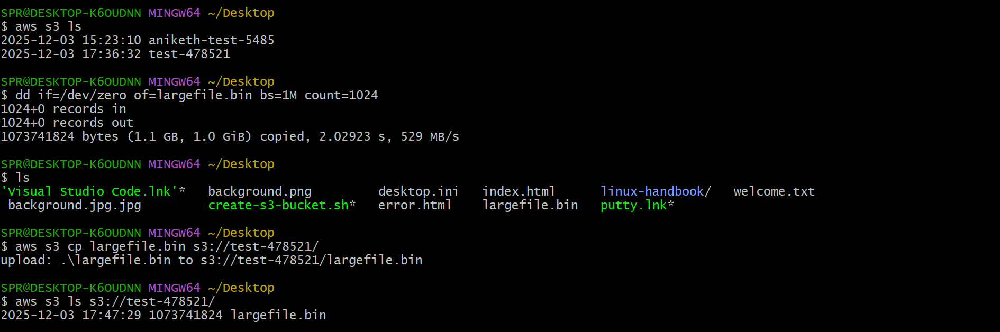 SPR@DESKTOP-K6OUDNN MINGW64 ~/Desktop
$ aws s3 ls
2025-12-03 15:23:10 aniketh-test-5485
2025-12-03 17:36:32 test-478521
SPR@DESKTOP-K6OUDNN MINGW64 ~/Desktop
$ dd if=/dev/zero of=largefile.bin bs=1M count=1024
1024+0 records in
1024+0 records out
1073741824 bytes (1.1 GB, 1.0 GiB) copied, 2.02923 s, 529 MB/s
SPR@DESKTOP-K6OUDNN MINGW64 ~/Desktop
$ ls
'Visual Studio Code.lnk'*   background.png         desktop.ini   index.html      linux-handbook/   welcome.txt
 background.jpg.jpg         create-s3-bucket.sh*   error.html    largefile.bin   putty.lnk*
SPR@DESKTOP-K6OUDNN MINGW64 ~/Desktop
$ aws s3 cp largefile.bin s3://test-478521/
upload: .\largefile.bin to s3://test-478521/largefile.bin
SPR@DESKTOP-K6OUDNN MINGW64 ~/Desktop
$ aws s3 ls s3://test-478521/
2025-12-03 17:47:29 1073741824 largefile.bin